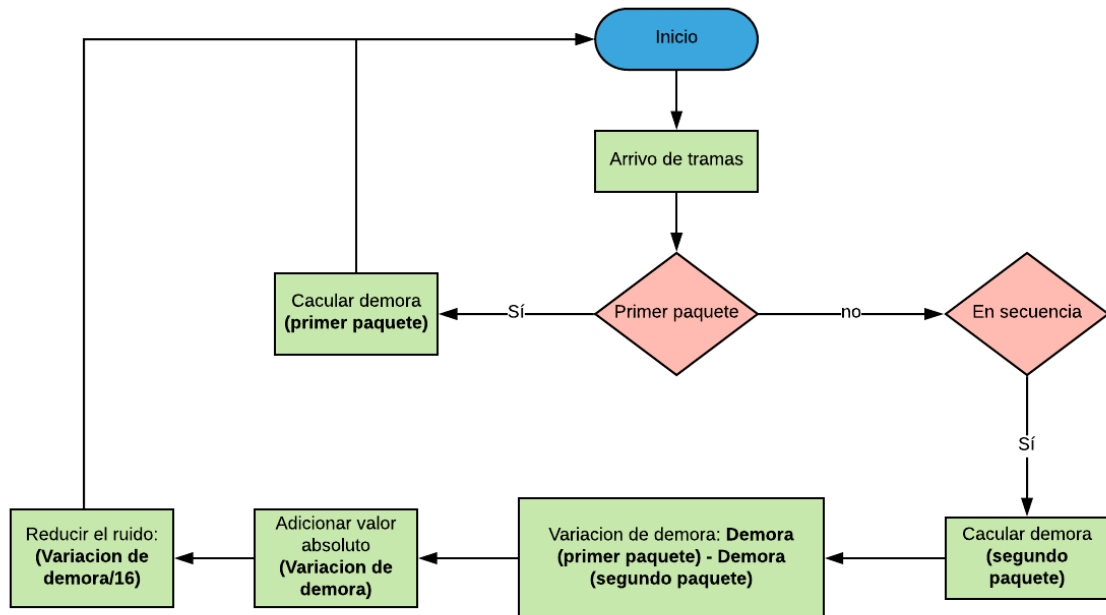 Inicio
Arrivo de tramas
Cacular demora
(primer paquete)
Sí
Primer paquete
no
En secuencia
Sí
Reducir el ruido:
(Variacion de
demora/16)
Adicionar valor
absoluto
(Variacion de
demora)
Variacion de demora: Demora
(primer paquete) - Demora
(segundo paquete)
Cacular demora
(segundo
paquete)